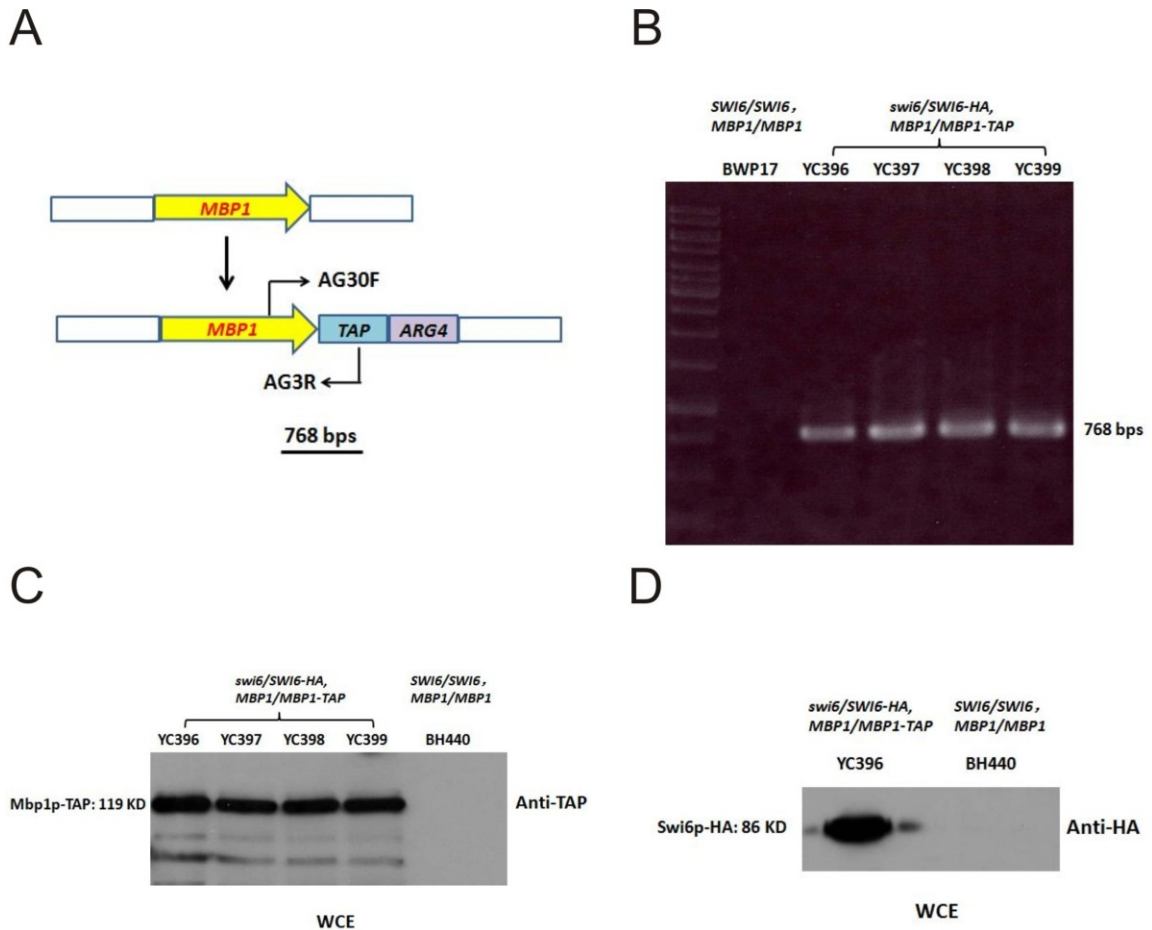 A
MBP1
AG30F
MBP1
TAP
ARG4
AG3R
768 bps
B
SWI6/SWI6,
MBP1/MBP1
swi6/SWI6-HA,
MBP1/MBP1-TAP
BWP17
YC396
YC397
YC398
YC399
768 bps
C
swi6/SWI6-HA,
MBP1/MBP1-TAP
SWI6/SWI6,
MBP1/MBP1
YC396
YC397
YC398
YC399
BH440
Mbp1p-TAP: 119 KD
Anti-TAP
WCE
D
swi6/SWI6-HA,
MBP1/MBP1-TAP
SWI6/SWI6,
MBP1/MBP1
YC396
BH440
Swi6p-HA: 86 KD
Anti-HA
WCE